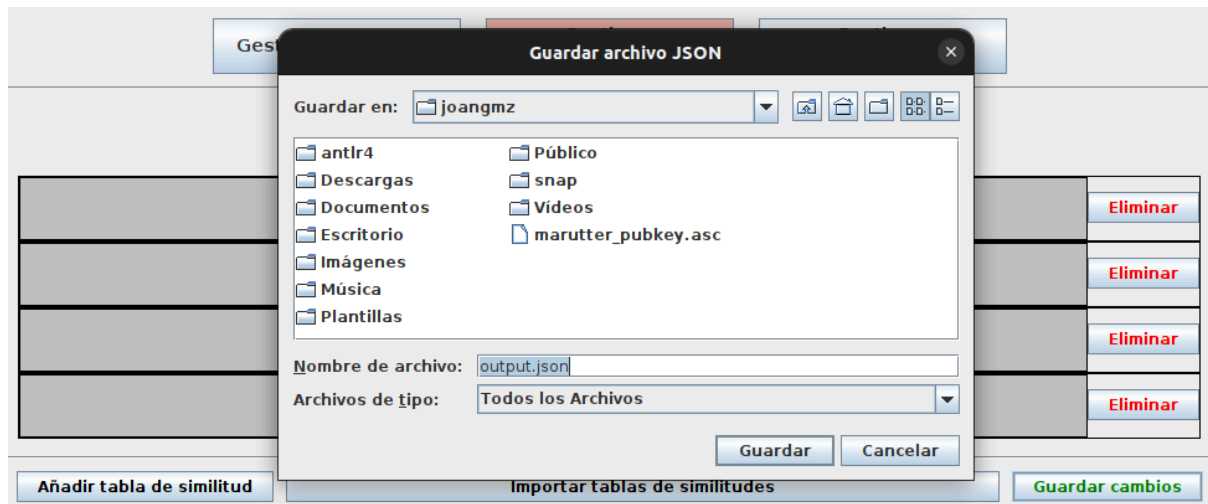 Gest
Guardar archivo JSON
Guardar en: joangmz
antlr4 Público
Descargas snap
Documentos Vídeos
Escritorio marutter_pubkey.asc
Imágenes
Música
Plantillas
Eliminar
Eliminar
Eliminar
Eliminar
Nombre de archivo: output.json
Archivos de tipo: Todos los Archivos
Guardar Cancelar
Añadir tabla de similitud Importar tablas de similitudes Guardar cambios